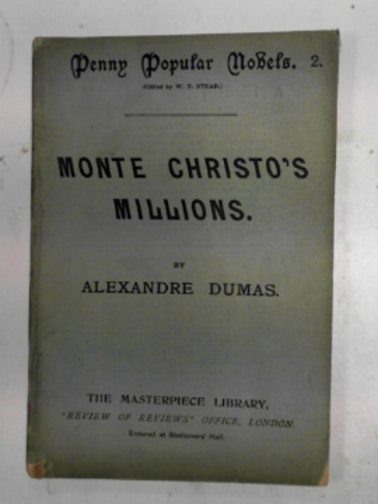 Penny Popular Novels. 2.
(Edited by W. T. STEAD.)
MONTE CHRISTO'S
MILLIONS.
BY
ALEXANDRE DUMAS.
THE MASTERPIECE LIBRARY,
"REVIEW OF REVIEWS" OFFICE, LONDON.
Entered at Stationers' Hall.